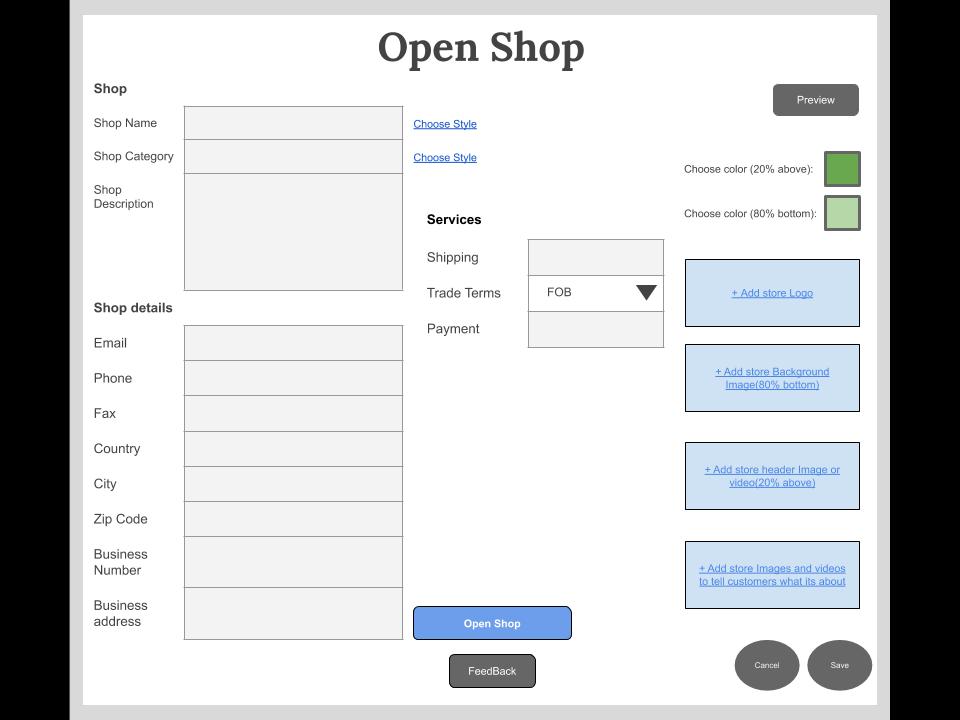 Open Shop
Shop
Preview
Shop Name
Choose Style
Shop Category
Choose Style
Choose color (20% above):
Shop
Description
Choose color (80% bottom):
Services
Shipping
Trade Terms
FOB
Payment
+ Add store Logo
+ Add store Background
Image(80% bottom)
+ Add store header Image or
video(20% above)
+ Add store Images and videos
to tell customers what its about
Shop details
Email
Phone
Fax
Country
City
Zip Code
Business
Number
Business
address
Open Shop
FeedBack
Cancel
Save